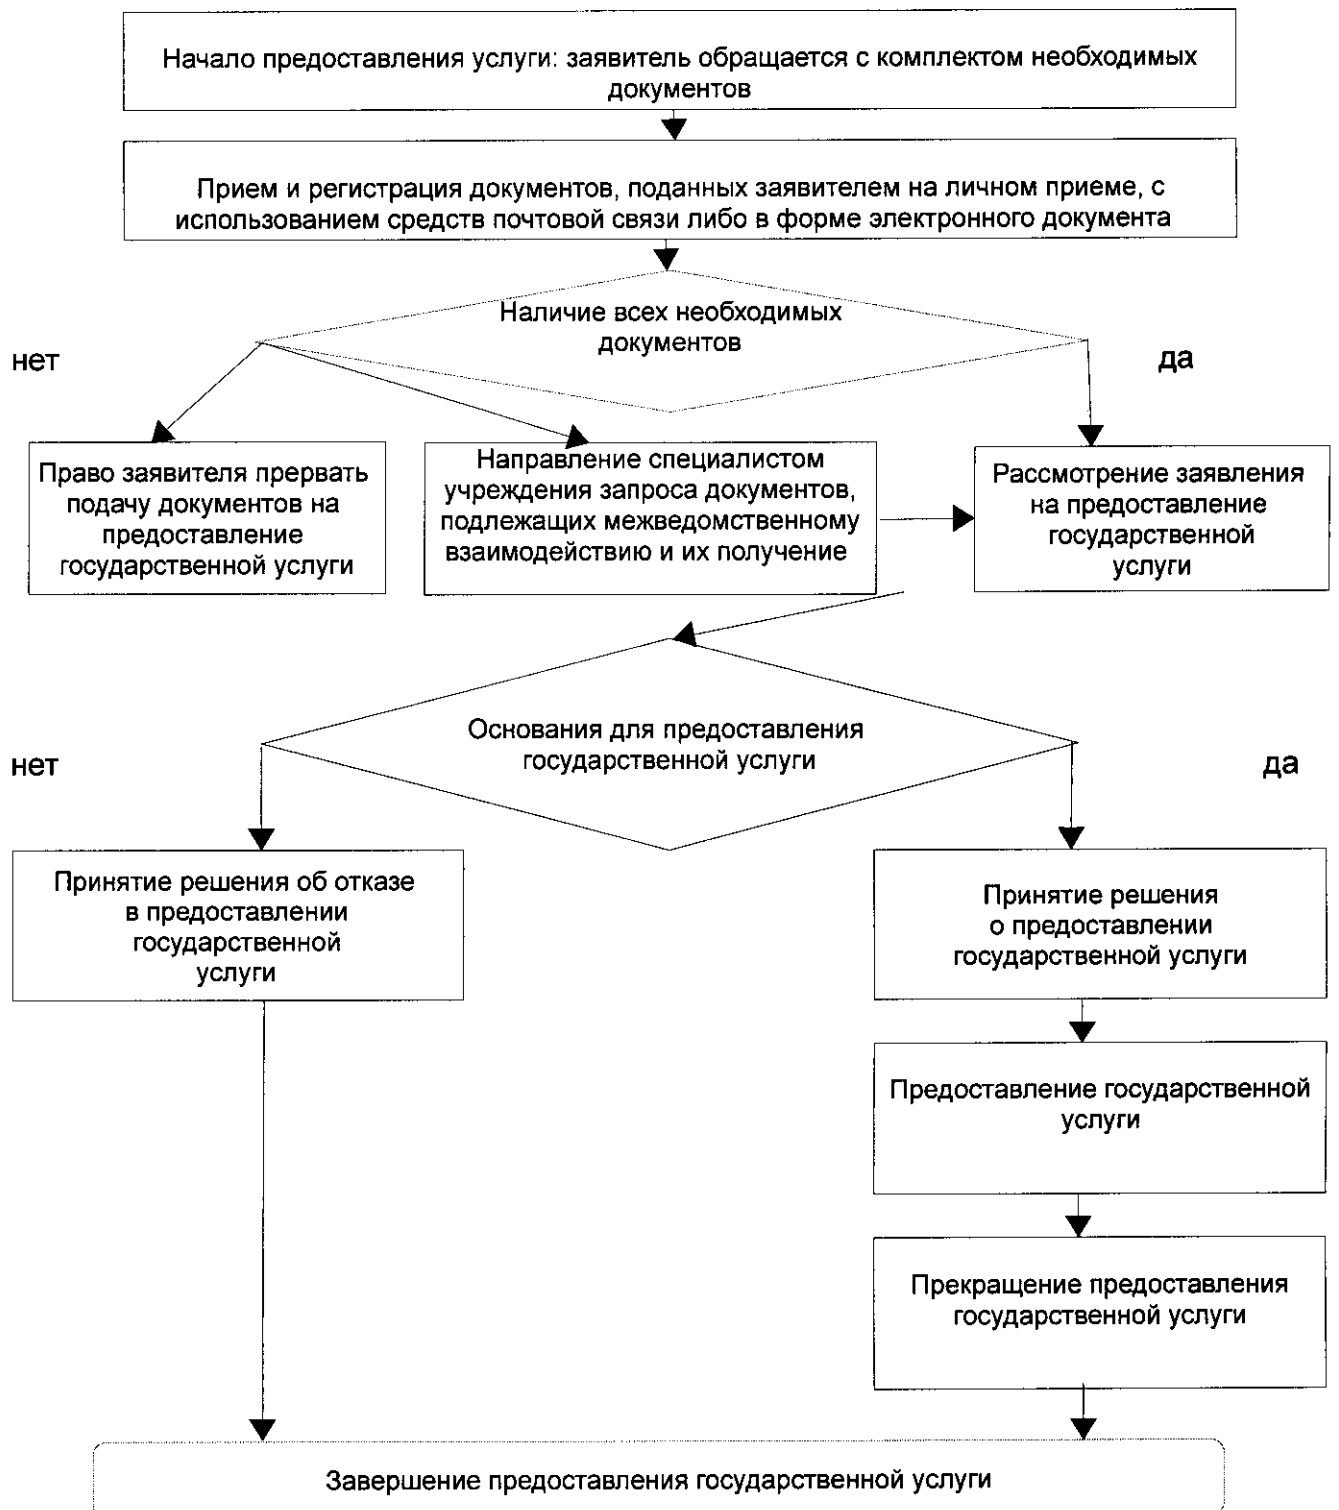 Начало предоставления услуги: заявитель обращается с комплектом необходимых
документов
Прием и регистрация документов, поданных заявителем на личном приеме, с
использованием средств почтовой связи либо в форме электронного документа
Наличие всех необходимых
документов
нет
да
Право заявителя прервать
подачу документов на
предоставление
государственной услуги
Направление специалистом
учреждения запроса документов,
подлежащих межведомственному
взаимодействию и их получение
Рассмотрение заявления
на предоставление
государственной
услуги
Основания для предоставления
государственной услуги
нет
да
Принятие решения об отказе
в предоставлении
государственной
услуги
Принятие решения
о предоставлении
государственной услуги
Предоставление государственной
услуги
Прекращение предоставления
государственной услуги
Завершение предоставления государственной услуги